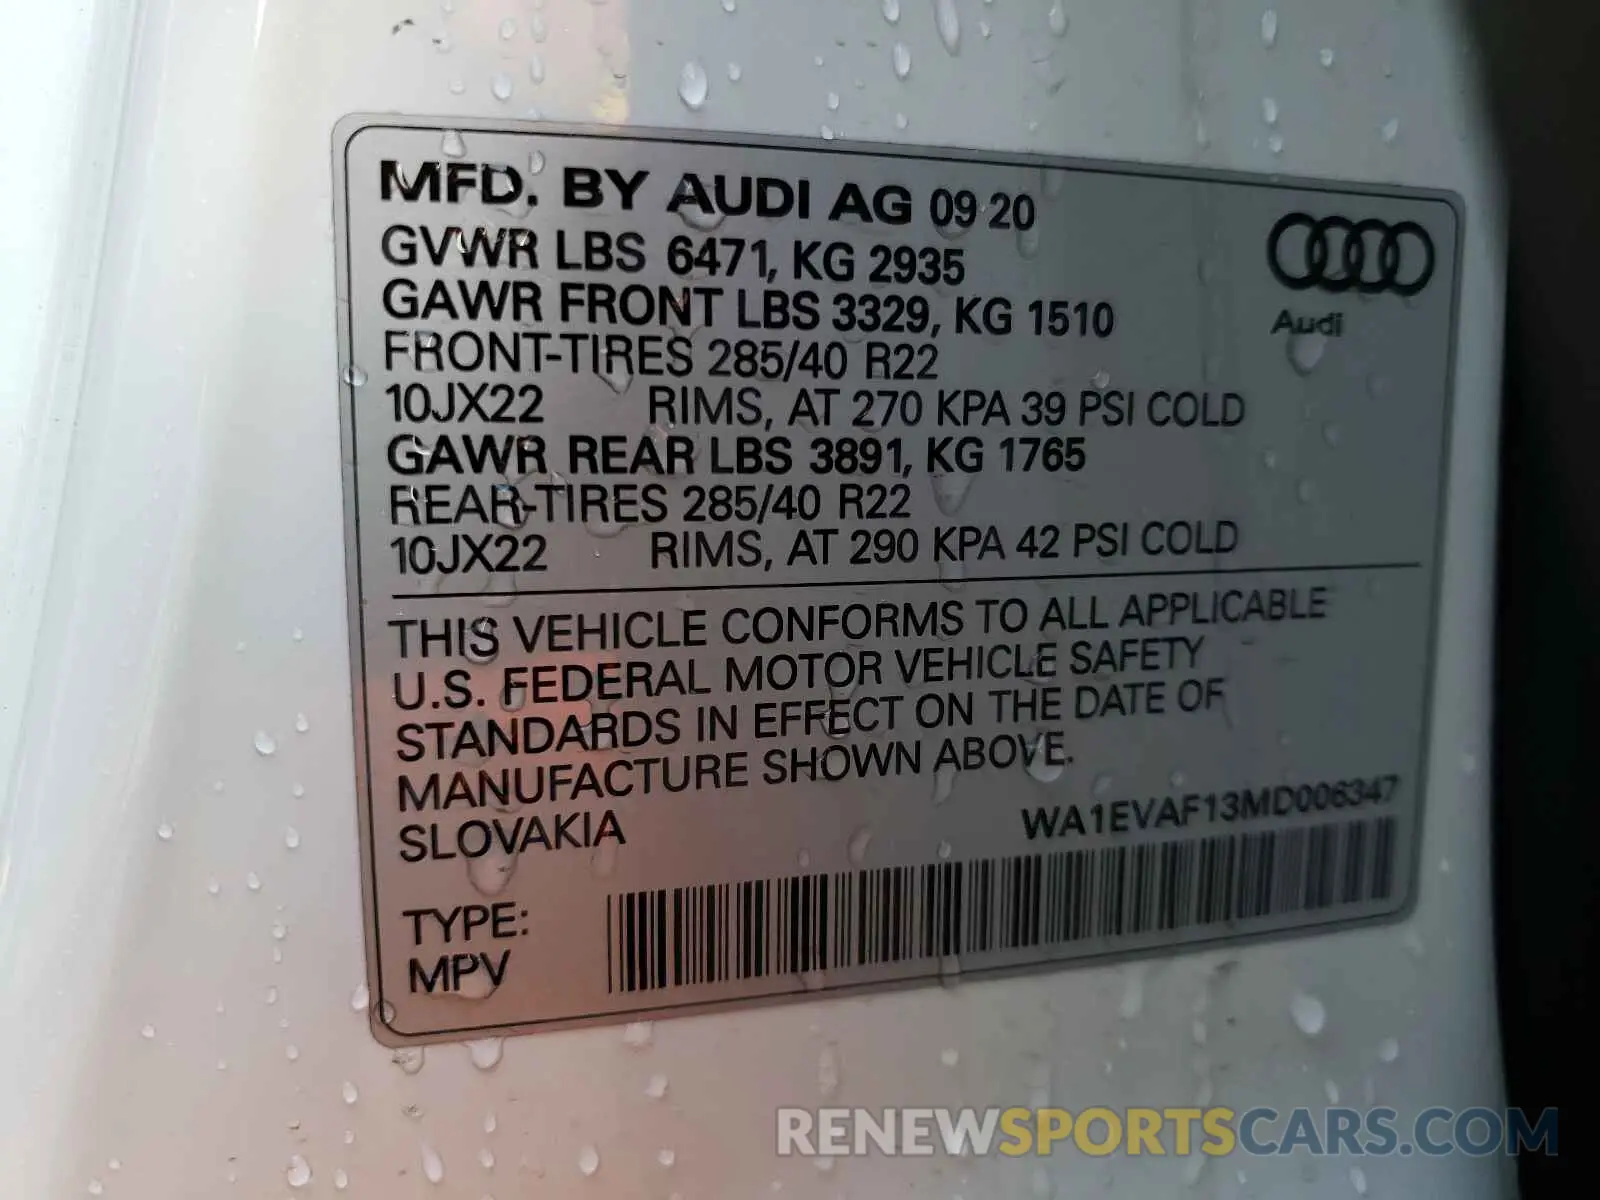 MFD. BY AUDI AG 09 20
GVWR LBS 6471, KG 2935
GAWR FRONT LBS 3329, KG 1510
FRONT-TIRES 285/40 R22
10JX22 RIMS, AT 270 KPA 39 PSI COLD
GAWR REAR LBS 3891, KG 1765
REAR-TIRES 285/40 R22
10JX22 RIMS, AT 290 KPA 42 PSI COLD
Audi
THIS VEHICLE CONFORMS TO ALL APPLICABLE
U.S. FEDERAL MOTOR VEHICLE SAFETY
STANDARDS IN EFFECT ON THE DATE OF
MANUFACTURE SHOWN ABOVE.
SLOVAKIA WA1EVAF13MD006347
TYPE:
MPV
RENEWSPORTSCARS.COM